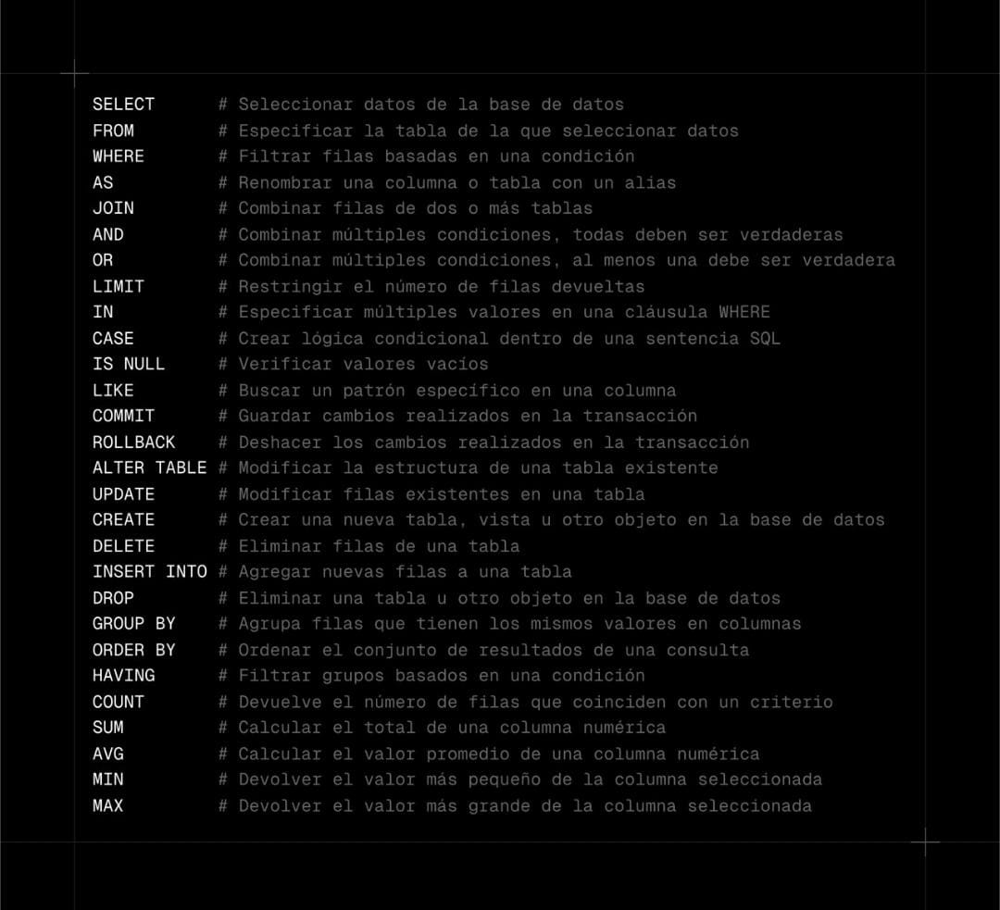 SELECT # Seleccionar datos de la base de datos
FROM # Especificar la tabla de la que seleccionar datos
WHERE # Filtrar filas basadas en una condición
AS # Renombrar una columna o tabla con un alias
JOIN # Combinar filas de dos o más tablas
AND # Combinar múltiples condiciones, todas deben ser verdaderas
OR # Combinar múltiples condiciones, al menos una debe ser verdadera
LIMIT # Restringir el número de filas devueltas
IN # Especificar múltiples valores en una cláusula WHERE
CASE # Crear lógica condicional dentro de una sentencia SQL
IS NULL # Verificar valores vacíos
LIKE # Buscar un patrón específico en una columna
COMMIT # Guardar cambios realizados en la transacción
ROLLBACK # Deshacer los cambios realizados en la transacción
ALTER TABLE # Modificar la estructura de una tabla existente
UPDATE # Modificar filas existentes en una tabla
CREATE # Crear una nueva tabla, vista u otro objeto en la base de datos
DELETE # Eliminar filas de una tabla
INSERT INTO # Agregar nuevas filas a una tabla
DROP # Eliminar una tabla u otro objeto en la base de datos
GROUP BY # Agrupa filas que tienen los mismos valores en columnas
ORDER BY # Ordenar el conjunto de resultados de una consulta
HAVING # Filtrar grupos basados en una condición
COUNT # Devuelve el número de filas que coinciden con un criterio
SUM # Calcular el total de una columna numérica
AVG # Calcular el valor promedio de una columna numérica
MIN # Devolver el valor más pequeño de la columna seleccionada
MAX # Devolver el valor más grande de la columna seleccionada